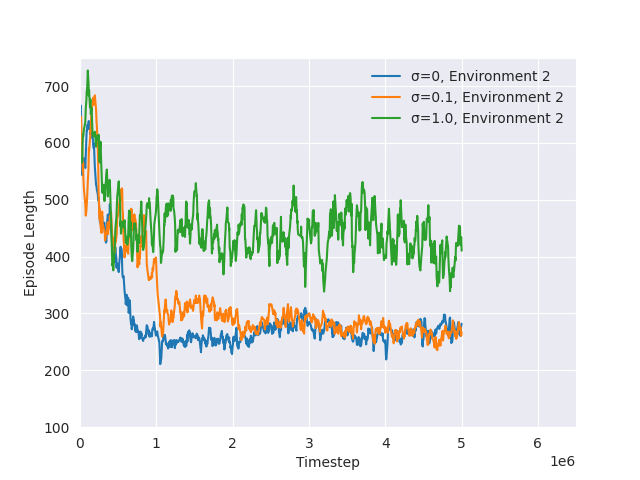 σ=0, Environment 2
σ=0.1, Environment 2
σ=1.0, Environment 2
700
600
500
400
300
200
100
Episode Length
0 1 2 3 4 5 6
1e6
Timestep